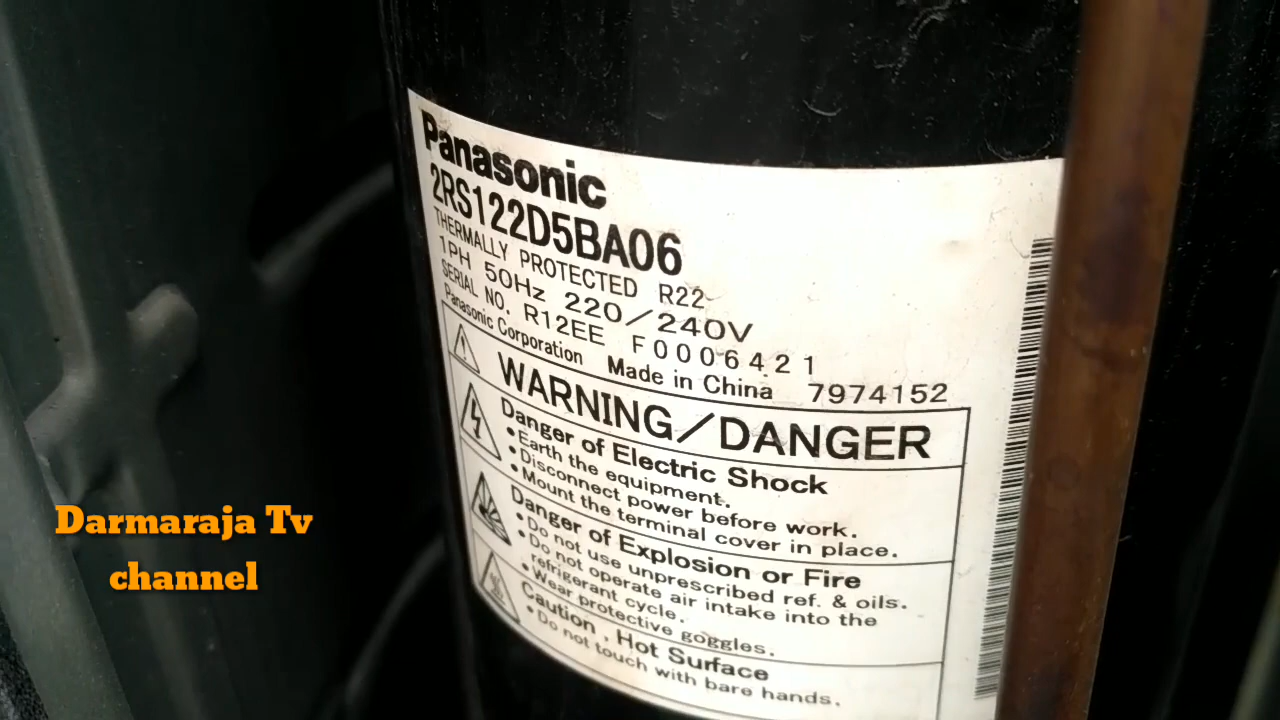 Panasonic
2RS122D5BA06
THERMALLY PROTECTED R22
1PH 50Hz 220/240V
SERIAL NO. R12EE F0006421
Panasonic Corporation Made in China 7974152
WARNING/DANGER
Danger of Electric Shock
•Earth the equipment.
•Disconnect power before work.
•Mount the terminal cover in place.
Danger of Explosion or Fire
•Do not use unprescribed ref. & oils.
•Do not operate air intake into the
refrigerant cycle.
•Wear protective goggles.
Caution, Hot Surface
•Do not touch with bare hands.
Darmaraja Tv
channel